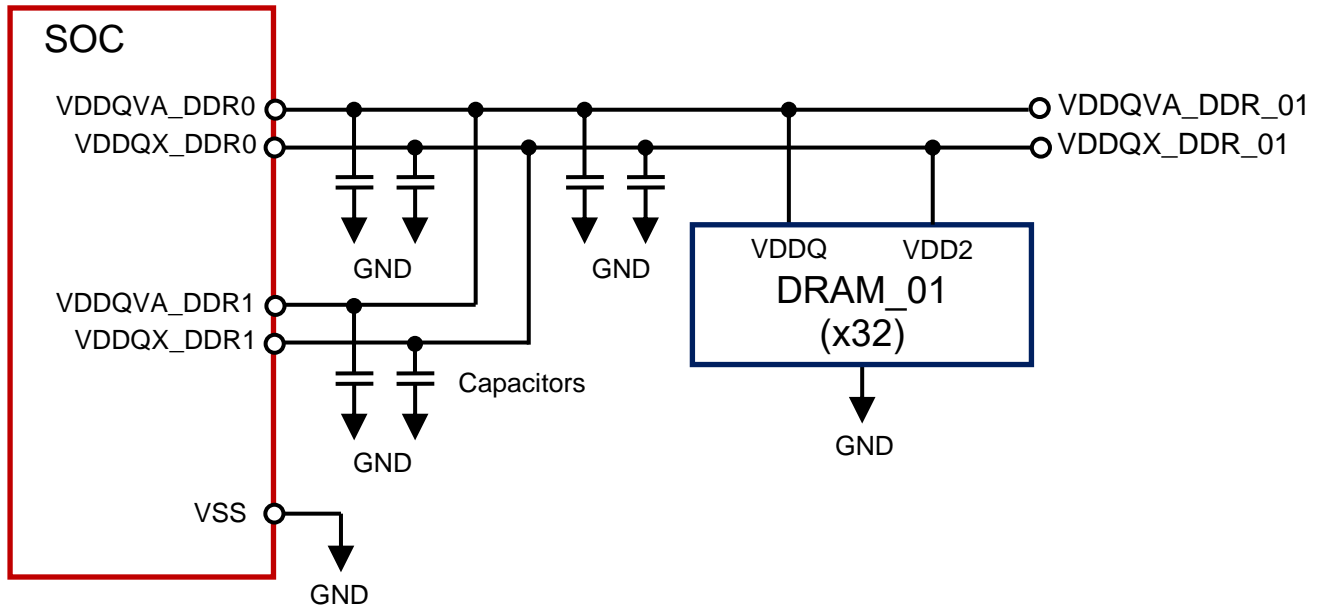 SOC
VDDQVA_DDR0
VDDQVA_DDR_01
VDDQX_DDR0
VDDQX_DDR_01
GND
GND
VDDQ
VDD2
DRAM_01
(x32)
VDDQVA_DDR1
VDDQX_DDR1
Capacitors
GND
GND
VSS
GND